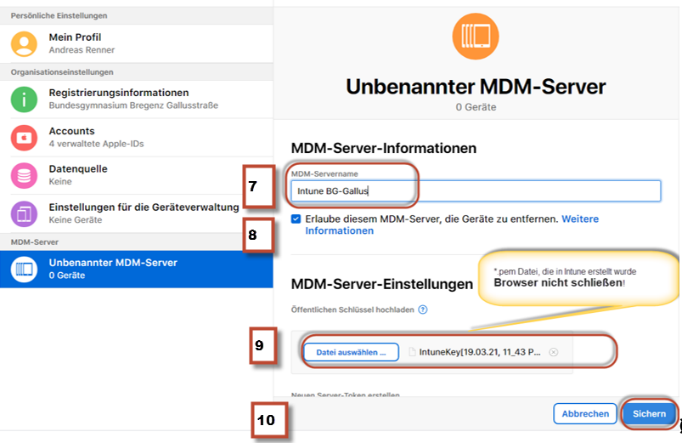 Persönliche Einstellungen
Mein Profil
Andreas Renner
Organisationseinstellungen
Registrierungsinformationen
Bundesgymnasium Bregenz Gallusstraße
Accounts
4 verwaltete Apple-IDs
Datenquelle
Keine
Einstellungen für die Geräteverwaltung
Keine Geräte
MDM-Server
Unbenannter MDM-Server
0 Geräte
Unbenannter MDM-Server
0 Geräte
MDM-Server-Informationen
7
MDM-Servername
Intune BG-Gallus
8
Erlaube diesem MDM-Server, die Geräte zu entfernen. Weitere
Informationen
MDM-Server-Einstellungen
*.pem Datei, die in Intune erstellt wurde
Browser nicht schließen!
Öffentlichen Schlüssel hochladen ?
9
Datei auswählen ... IntuneKey[19.03.21, 11_43 P...
Neuen Server-Token erstellen
10
Abbrechen Sichern